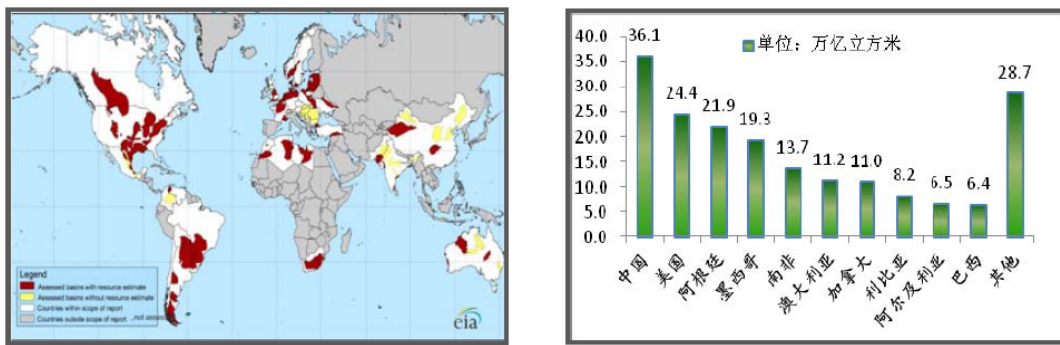 Legend
Assessed basins with resource estimate
Assessed basins without resource estimate
Countries within scope of report
Countries outside scope of report
eia
单位：万亿立方米
40.0
35.0
30.0
25.0
20.0
15.0
10.0
5.0
0.0
36.1
24.4
21.9
19.3
13.7
11.2
11.0
8.2
6.5
6.4
28.7
中国
美国
阿根廷
墨西哥
南非
澳大利亚
加拿大
利比亚
阿尔及利亚
巴西
其他